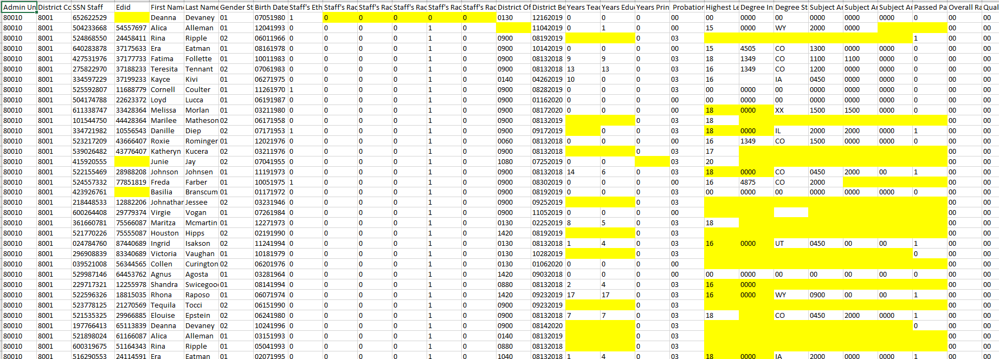 Admin Un District Co SSN Staff Edid First Nam Last Name Gender St Birth Date Staff's Eth Staff's Rac Staff's Rac Staff's Rac Staff's Rac Staff's Rac District Of District Be Years Teac Years Educ Years Prin Probation Highest Le Degree In Degree St Subject Ar Subject Ar Subject Ar Passed Pa Overall Ra Qual
80010 8001 652622529 Deanna Devaney 01 07051980 1 0 0 0 0 0 0130 12162019 0 0 0 00 00 0000 00 0000 0000 0000 0 00 00
80010 8001 504233668 54557697 Alica Alleman 01 12041993 0 0 0 0 1 0 11042019 0 1 0 00 15 0000 WY 2000 0000 00 00
80010 8001 524868550 24458411 Rina Ripple 02 06011966 0 0 0 0 1 0 0900 08192019 0 03 1 00 00
80010 8001 640283878 37175633 Era Eatman 01 08161978 0 0 0 0 1 0 0900 10142019 0 0 0 00 15 4505 CO 1300 0000 0000 0 00 00
80010 8001 427531976 37177733 Fatima Follette 01 10011983 0 0 0 0 1 0 0900 08132018 9 9 0 03 18 1349 CO 1100 1100 0000 0 00 00
80010 8001 275822970 37188233 Teresita Tennant 02 07061983 0 0 0 0 1 0 0900 08132018 13 13 0 03 16 1349 CO 1200 0000 0000 0 00 00
80010 8001 334597229 37199233 Kayce Kivi 01 06271975 0 0 0 0 1 0 0140 04262019 10 0 0 03 16 IA 0450 0000 0000 0 00 00
80010 8001 525592807 11688779 Cornell Coulter 01 11261970 1 0 0 0 1 0 0900 08282019 0 0 0 03 00 0000 00 0000 0000 0000 0 00 00
80010 8001 504174788 22623372 Loyd Lucca 01 06191987 0 0 0 0 1 0 0900 01162020 0 0 0 00 00 0000 00 0000 0000 0000 0 00 00
80010 8001 611338747 33428364 Melissa Morlan 01 03211980 0 0 0 0 1 0 0900 08172020 0 0 0 00 18 0000 XX 1500 1500 0000 0 00 00
80010 8001 101544750 44428364 Marilee Matheson 02 06171958 0 0 0 0 1 0 0900 08132019 0 03 18 00 00
80010 8001 334721982 10556543 Danille Diep 02 07171953 1 0 0 0 1 0 0900 09172019 0 0 03 18 0000 IL 2000 2000 0000 1 00 00
80010 8001 523217209 43666407 Roxie Rominger 01 12021976 0 0 0 0 1 0 0060 08132018 0 0 0 00 16 1349 CO 1500 0000 0000 0 00 00
80010 8001 539026482 43776407 Katheryn Kucera 02 03211976 0 0 0 0 1 0 0900 08132018 0 03 17 00 00
80010 8001 415920555 Junie Jay 02 07041955 0 0 0 0 1 0 1080 07252019 0 0 03 20 00 00
80010 8001 522155469 28988208 Johnson Johnsen 01 11191973 0 0 0 0 1 0 0900 08132018 14 6 0 03 18 0000 CO 0450 2000 00 1 00 00
80010 8001 524557332 77851819 Freda Farber 01 10051975 1 0 0 0 1 0 0900 08302019 0 0 0 00 16 4875 CO 2000 00 00
80010 8001 423926761 Basilia Branscum 01 01171972 0 0 0 0 1 0 0900 08192019 0 0 0 03 00 0000 00 0000 0000 0000 0 00 00
80010 8001 218448533 12882206 Johnathar Jessee 02 03231946 0 0 0 0 1 0 0900 09252019 0 03 00 00
80010 8001 600264408 29779374 Virgie Vogan 01 07261984 0 0 0 0 1 0 0900 11052019 0 0 0 00 00 00
80010 8001 361660781 75566087 Maritza Mcmartin 01 12271973 0 0 0 0 1 0 0130 02252019 8 5 0 03 18 00 00
80010 8001 521770226 75555087 Houston Hipps 02 02191990 0 0 0 0 1 0 1420 08192019 0 03 00 00
80010 8001 024784760 87440689 Ingrid Isakson 02 11241994 0 0 0 0 1 0 0130 08132018 1 4 0 03 16 0000 UT 0450 00 00 1 00 00
80010 8001 296908839 83340689 Victoria Vaughan 01 10181979 0 0 0 0 1 0 0130 10282019 0 03 0 00 00
80010 8001 039521008 56344565 Collen Curington 02 06201976 0 0 0 0 1 0 0130 01062020 0 0 0 00 00 00
80010 8001 529987146 64453762 Agnus Agosta 01 03281964 0 0 0 0 1 0 1420 09032018 0 0 0 00 00 0000 00 00 00 00 0 00 00
80010 8001 229717321 12255978 Shandra Swicegoo 01 08141994 0 0 0 0 1 0 0880 08132018 2 4 0 03 16 0000 00 00
80010 8001 522596326 18815035 Rhona Raposo 01 06071974 0 0 0 0 1 0 1420 09232019 17 17 0 03 16 0000 WY 0900 00 00 1 00 00
80010 8001 523778125 21270569 Tequila Tocci 02 06151990 0 0 0 0 1 0 0900 09232019 0 03 00 00
80010 8001 521535325 29966885 Elouise Epstein 02 06241980 0 0 0 0 1 0 0900 08132018 7 7 0 03 18 CO 0450 2000 0000 1 00 00
80010 8001 197766413 65113839 Deanna Devaney 02 10241996 0 0 0 0 1 0 0900 08142020 0 03 0 00 00
80010 8001 521898024 61166087 Alica Alleman 01 03151993 0 0 0 0 1 0 0140 08132019 0 03 00 00
80010 8001 600319675 51164343 Rina Ripple 01 05041993 0 0 0 0 1 0 0880 08132018 0 03 00 00
80010 8001 516290553 24114591 Era Eatman 01 02071995 0 0 0 0 1 0 1040 08132018 1 4 0 03 18 0000 IA 2000 0000 0000 1 00 00